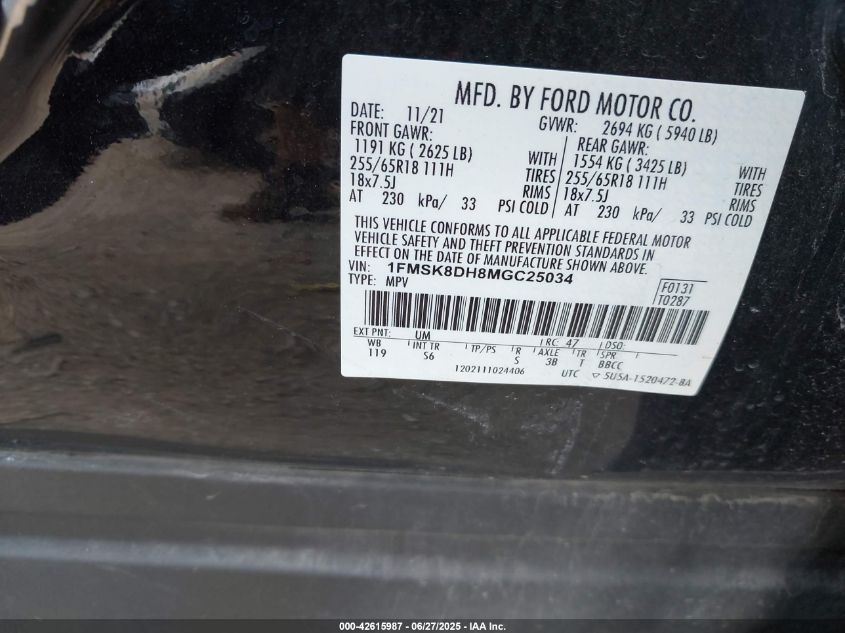 MFD. BY FORD MOTOR CO.
DATE: 11/21 GVWR: 2694 KG ( 5940 LB)
FRONT GAWR: REAR GAWR:
1191 KG ( 2625 LB) WITH 1554 KG ( 3425 LB) WITH
255/65R18 111H TIRES 255/65R18 111H TIRES
18x7.5J RIMS 18x7.5J RIMS
AT 230 kPa/ 33 PSI COLD AT 230 kPa/ 33 PSI COLD
THIS VEHICLE CONFORMS TO ALL APPLICABLE FEDERAL MOTOR
VEHICLE SAFETY AND THEFT PREVENTION STANDARDS IN
EFFECT ON THE DATE OF MANUFACTURE SHOWN ABOVE.
VIN: 1FMSK8DH8MGC25034
TYPE: MPV
F0131
T0287
EXT PNT: UM RC: 47 DSO:
WB INT TR TP/PS R AXLE TR SPR
119 S6 S 3B T BBCC
1202111024406 UTC ▽ 5U5A-1520472-BA
000-42615987 - 06/27/2025 - IAA Inc.